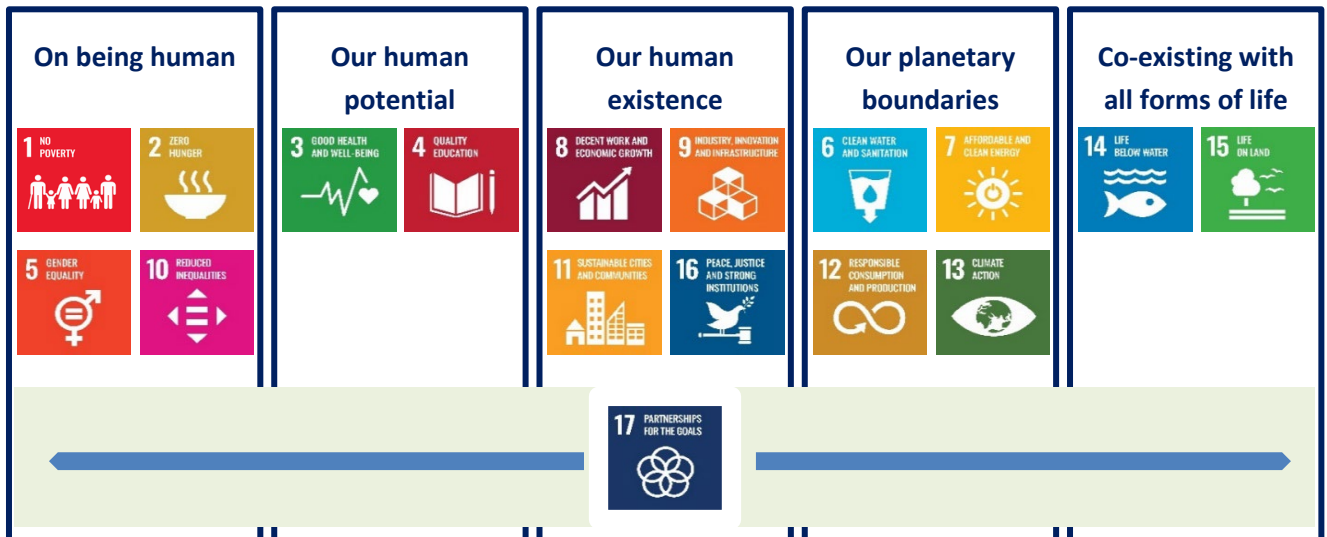 On being human
1 NO
POVERTY
2 ZERO
HUNGER
5 GENDER
EQUALITY
10 REDUCED
INEQUALITIES
Our human
potential
3 GOOD HEALTH
AND WELL-BEING
4 QUALITY
EDUCATION
Our human
existence
8 DECENT WORK AND
ECONOMIC GROWTH
9 INDUSTRY, INNOVATION
AND INFRASTRUCTURE
11 SUSTAINABLE CITIES
AND COMMUNITIES
16 PEACE, JUSTICE
AND STRONG
INSTITUTIONS
Our planetary
boundaries
6 CLEAN WATER
AND SANITATION
7 AFFORDABLE AND
CLEAN ENERGY
12 RESPONSIBLE
CONSUMPTION
AND PRODUCTION
13 CLIMATE
ACTION
Co-existing with
all forms of life
14 LIFE
BELOW WATER
15 LIFE
ON LAND
17 PARTNERSHIPS
FOR THE GOALS